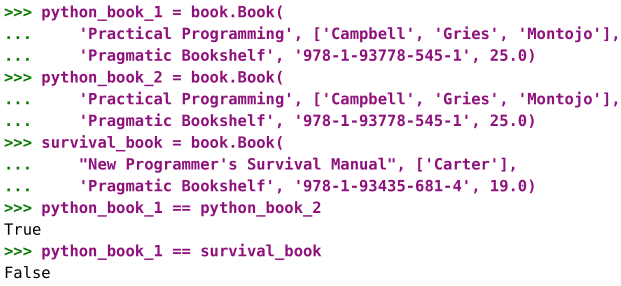 >>> python_book_1 = book.Book(
...     'Practical Programming', ['Campbell', 'Gries', 'Montojo'],
...     'Pragmatic Bookshelf', '978-1-93778-545-1', 25.0)
>>> python_book_2 = book.Book(
...     'Practical Programming', ['Campbell', 'Gries', 'Montojo'],
...     'Pragmatic Bookshelf', '978-1-93778-545-1', 25.0)
>>> survival_book = book.Book(
...     "New Programmer's Survival Manual", ['Carter'],
...     'Pragmatic Bookshelf', '978-1-93435-681-4', 19.0)
>>> python_book_1 == python_book_2
True
>>> python_book_1 == survival_book
False